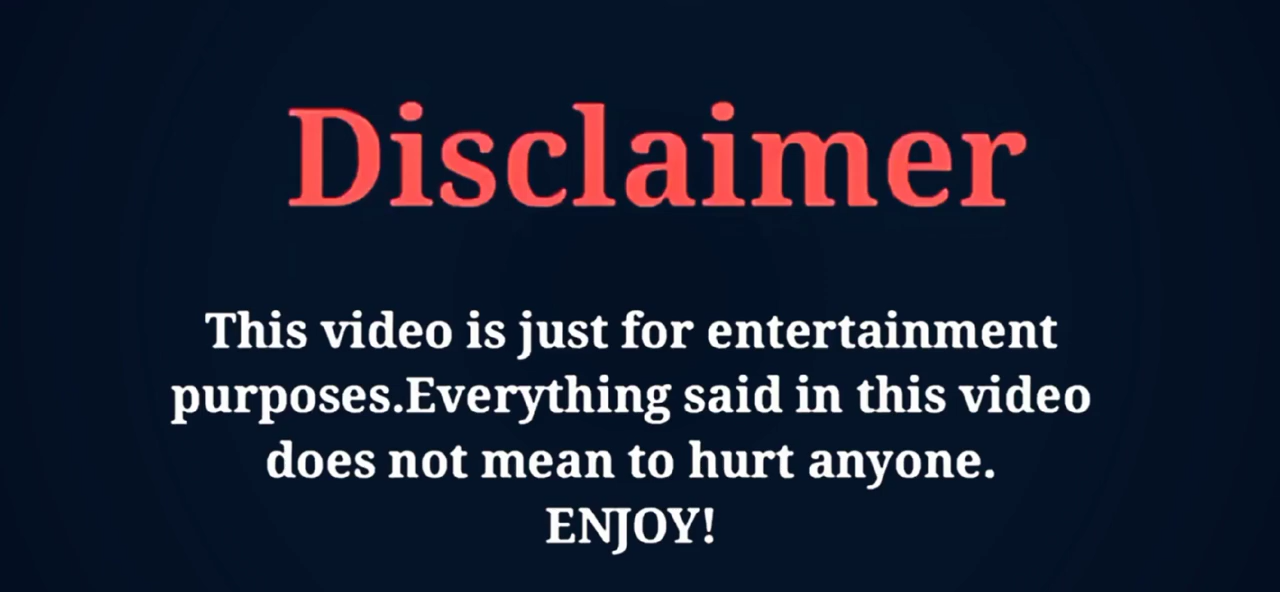 Disclaimer
This video is just for entertainment
purposes.Everything said in this video
does not mean to hurt anyone.
ENJOY!